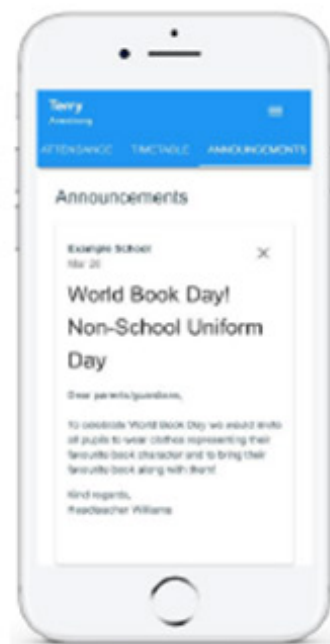 Terry
Armstrong
ATTENDANCE TIMETABLE ANNOUNCEMENTS
Announcements
Example School
Mar 20
World Book Day!
Non-School Uniform
Day
Dear parents/guardians,
To celebrate World Book Day we would invite
all pupils to wear clothes representing their
favourite book character and to bring their
favourite book along with them!
Kind regards,
Headteacher Williams